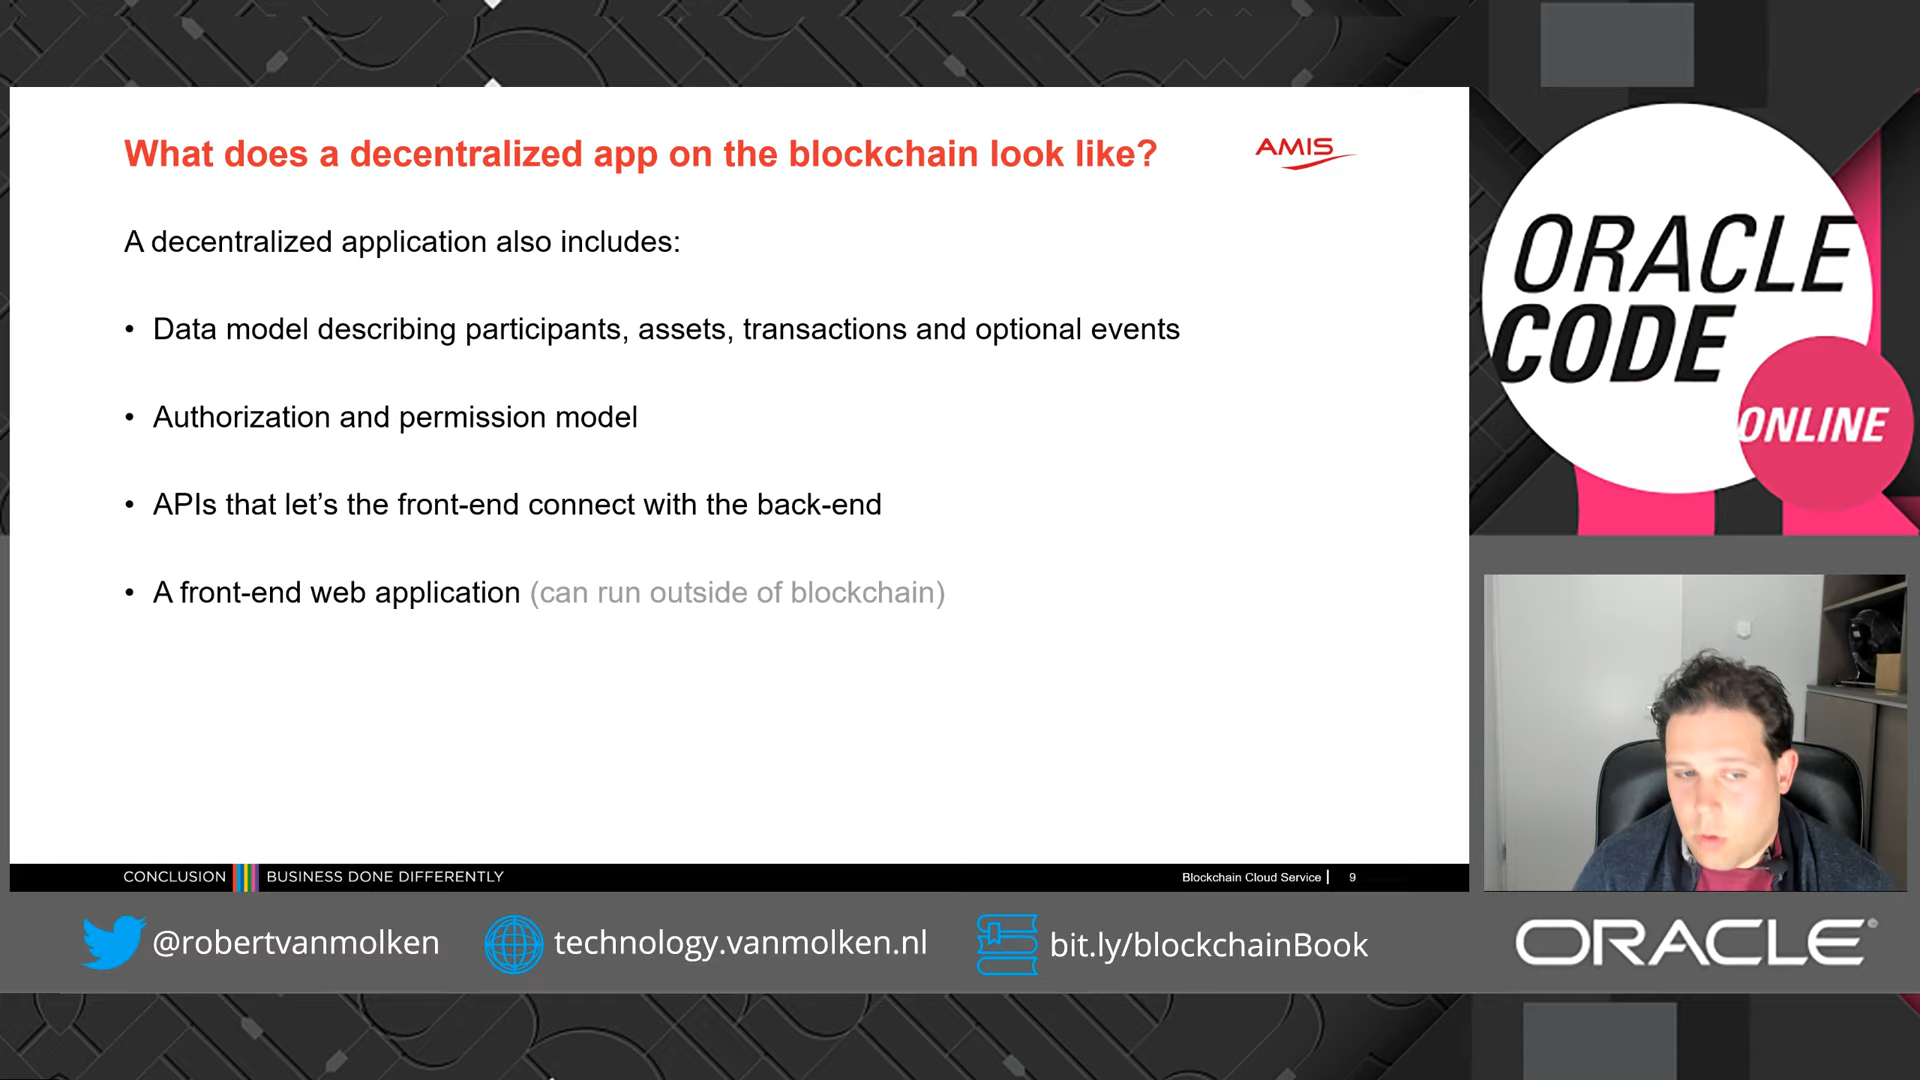 What does a decentralized app on the blockchain look like?
AMIS
A decentralized application also includes:
• Data model describing participants, assets, transactions and optional events
• Authorization and permission model
• APIs that let’s the front-end connect with the back-end
• A front-end web application (can run outside of blockchain)
CONCLUSION BUSINESS DONE DIFFERENTLY
Blockchain Cloud Service | 9
ORACLE
CODE
ONLINE
@robertvanmolken
technology.vanmolken.nl
bit.ly/blockchainBook
ORACLE®